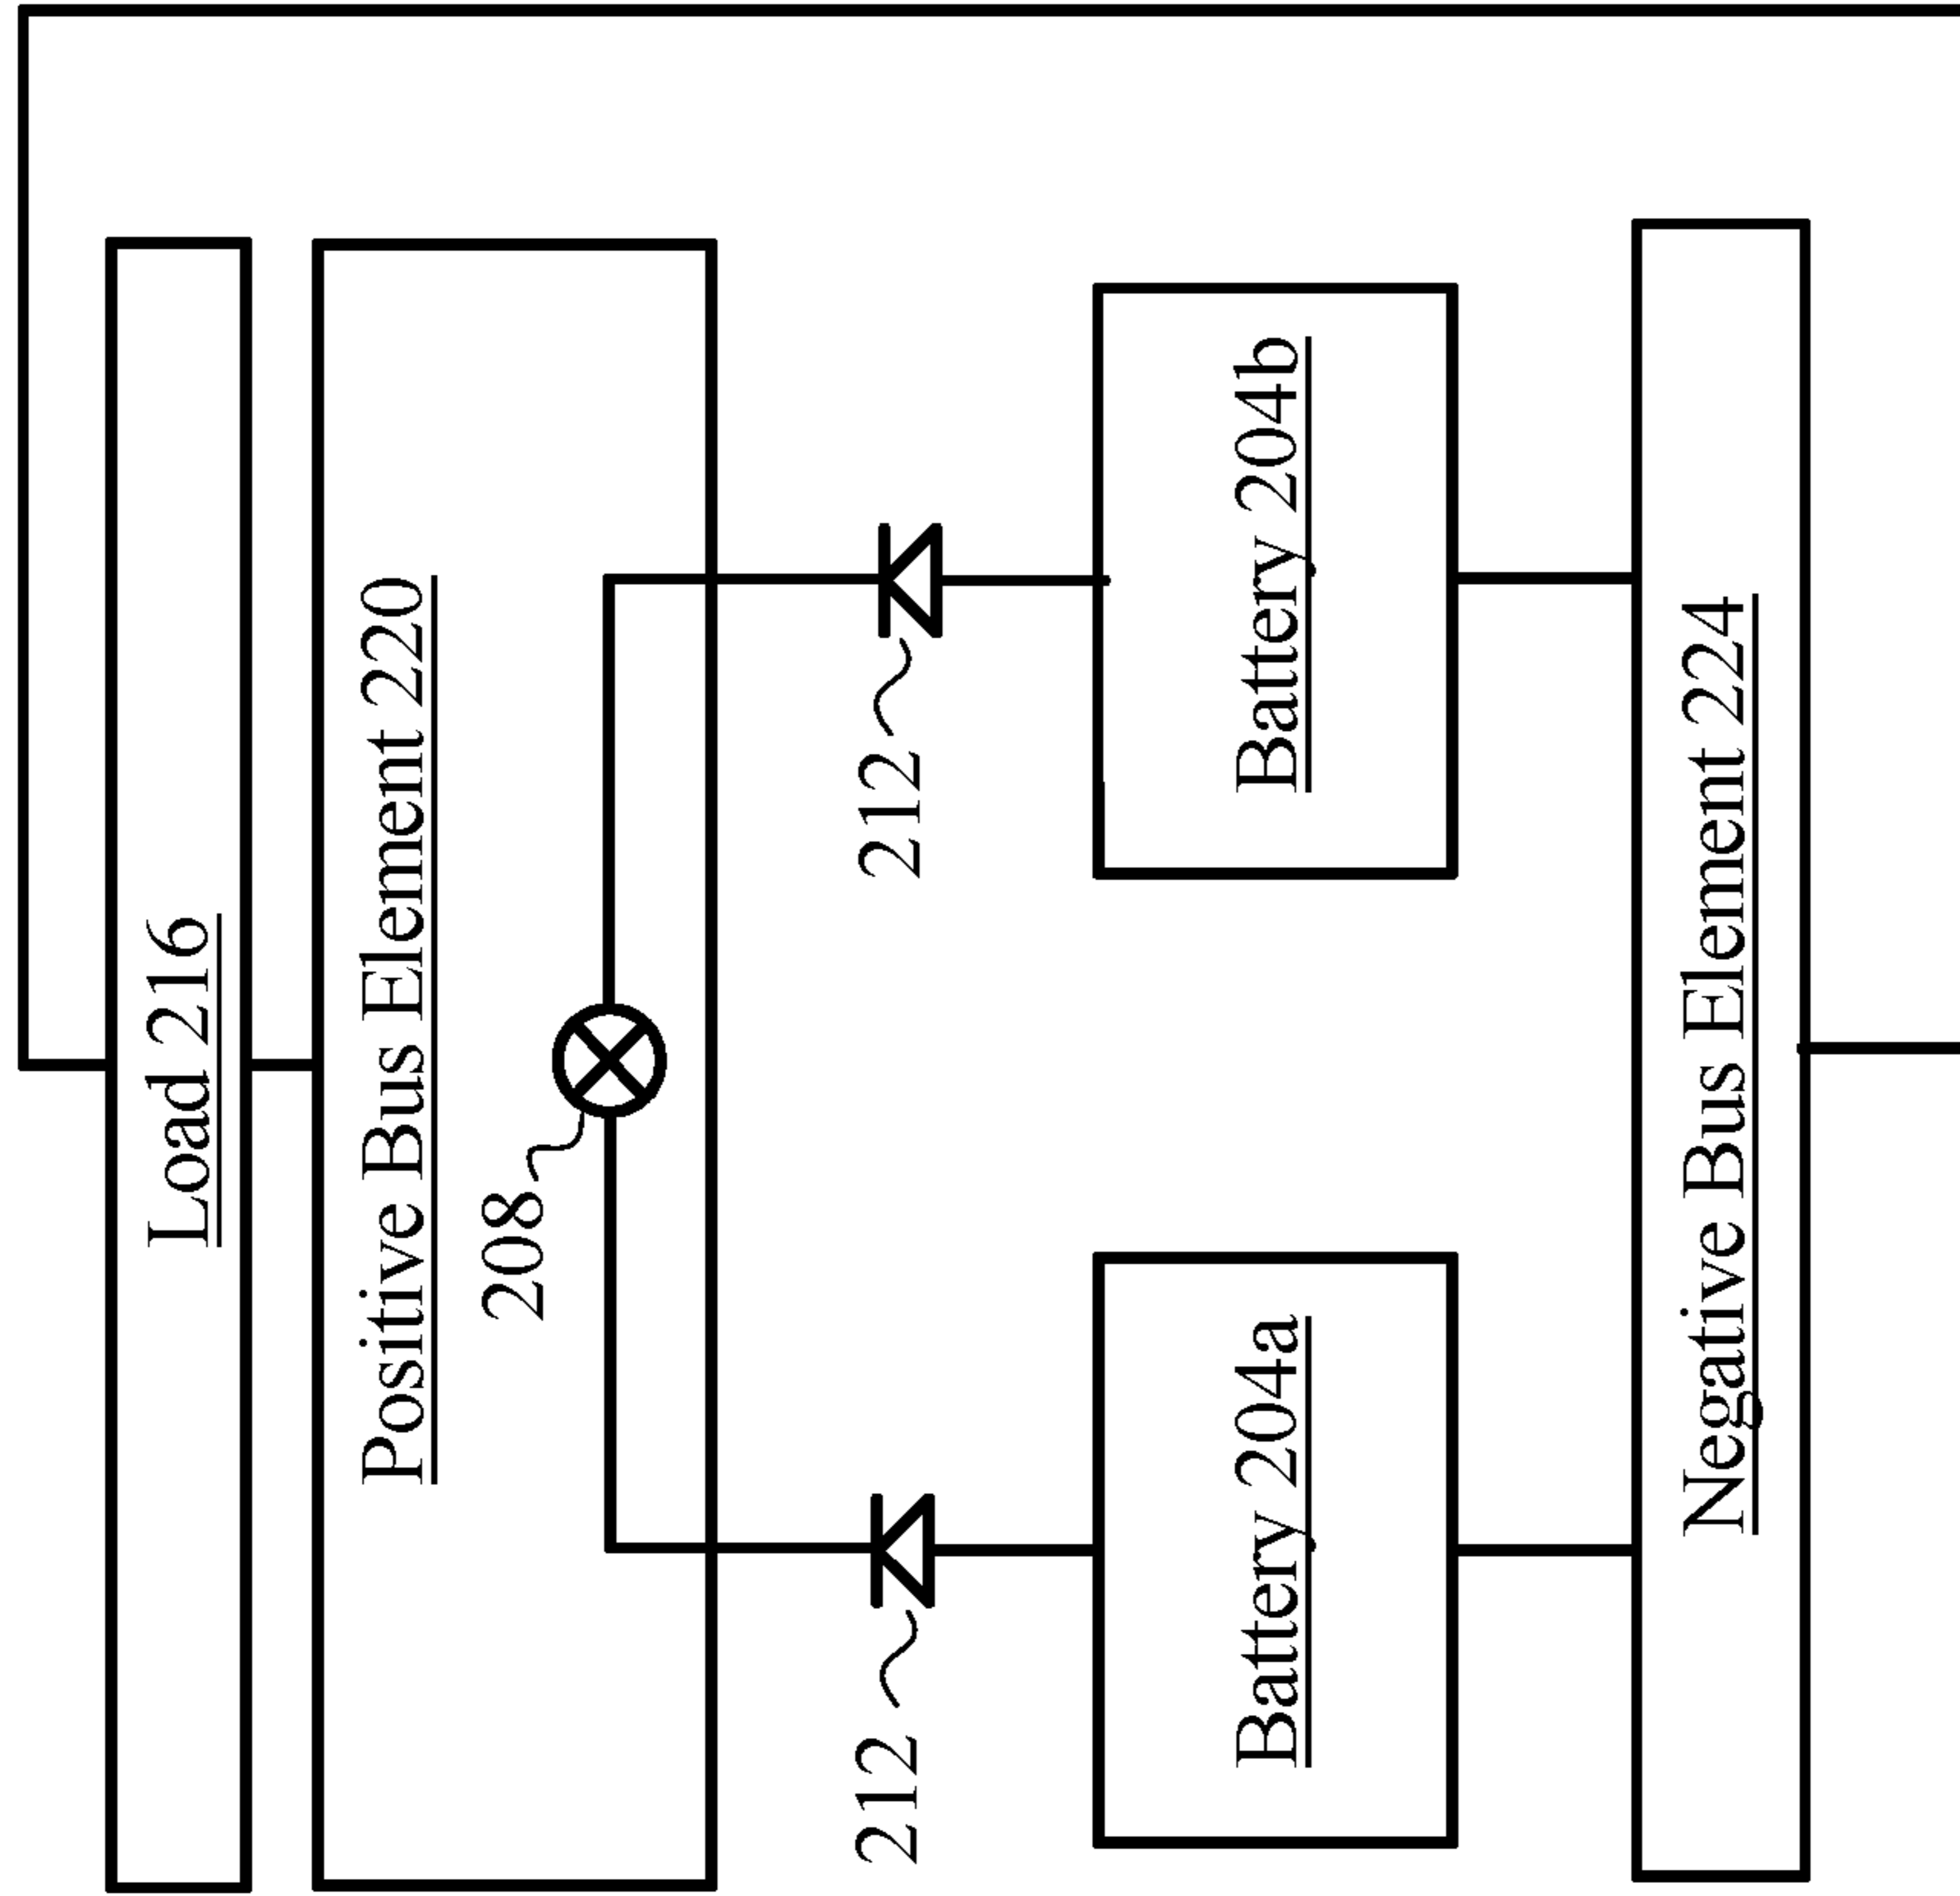 Load 216
Positive Bus Element 220
208
212
212
Battery 204a
Battery 204b
Negative Bus Element 224